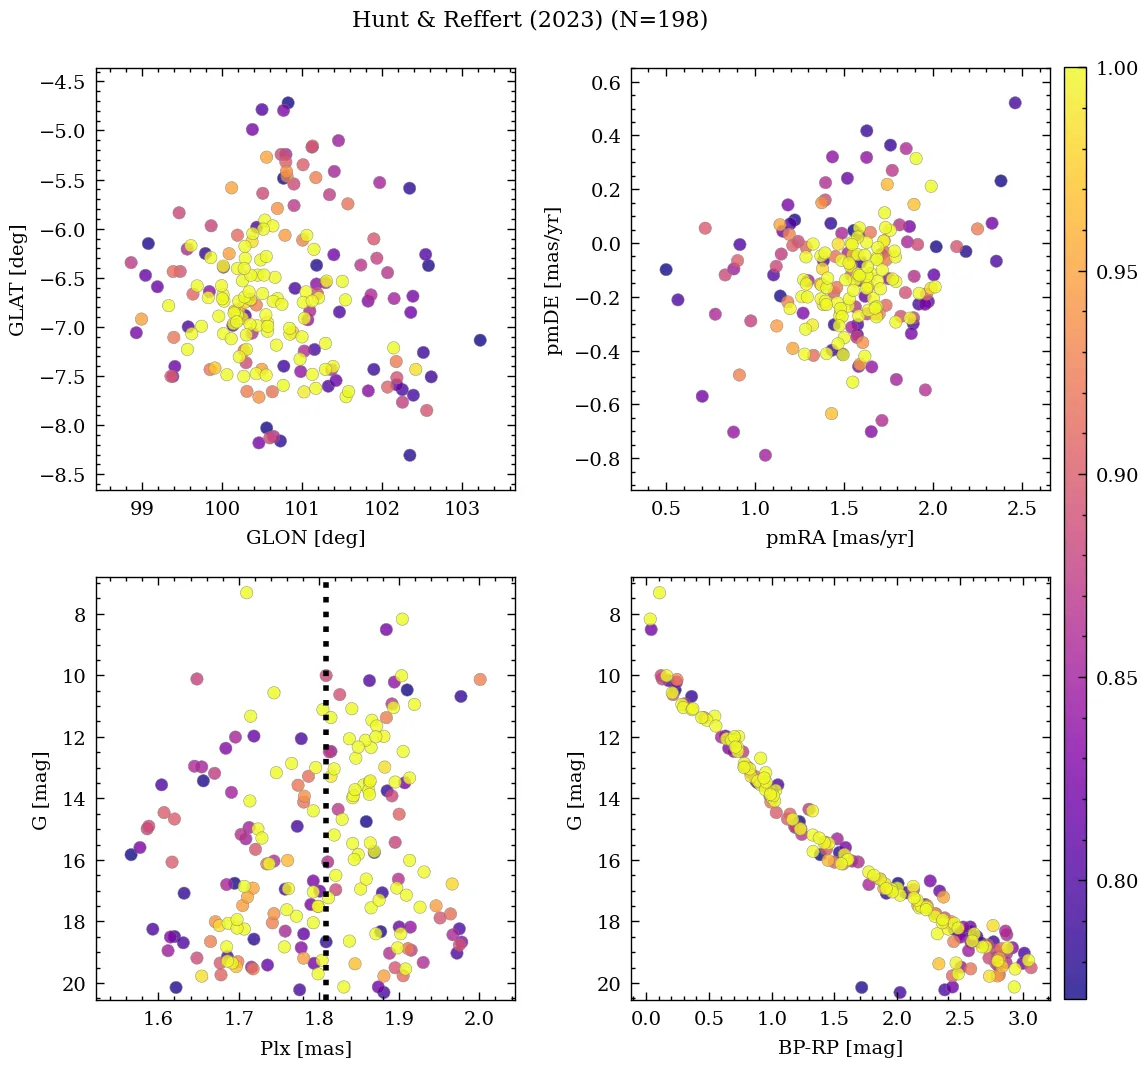 Hunt & Reffert (2023) (N=198)
−4.5
−5.0
−5.5
−6.0
−6.5
−7.0
−7.5
−8.0
−8.5
GLAT [deg]
99 100 101 102 103
GLON [deg]
0.6
0.4
0.2
0.0
−0.2
−0.4
−0.6
−0.8
pmDE [mas/yr]
0.5 1.0 1.5 2.0 2.5
pmRA [mas/yr]
8
10
12
14
16
18
20
G [mag]
1.6 1.7 1.8 1.9 2.0
Plx [mas]
8
10
12
14
16
18
20
G [mag]
0.0 0.5 1.0 1.5 2.0 2.5 3.0
BP-RP [mag]
1.00
0.95
0.90
0.85
0.80